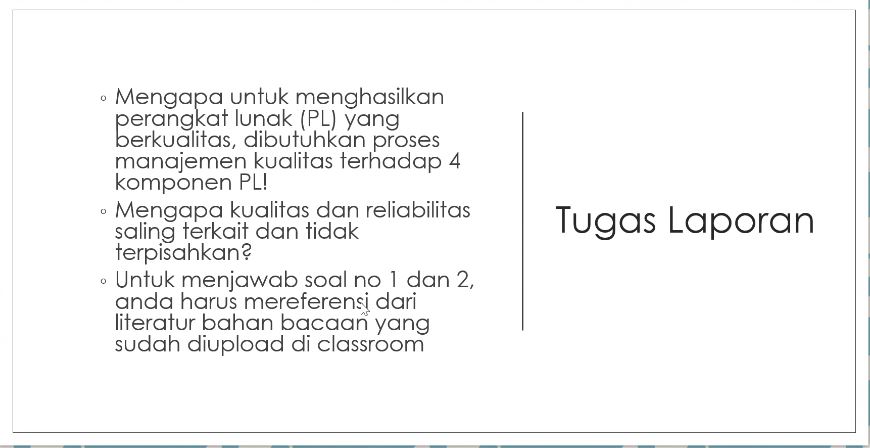 Mengapa untuk menghasilkan
perangkat lunak (PL) yang
berkualitas, dibutuhkan proses
manajemen kualitas terhadap 4
komponen PL!
Mengapa kualitas dan reliabilitas
saling terkait dan tidak
terpisahkan?
Untuk menjawab soal no 1 dan 2,
anda harus mereferensi dari
literatur bahan bacaan yang
sudah diupload di classroom
Tugas Laporan